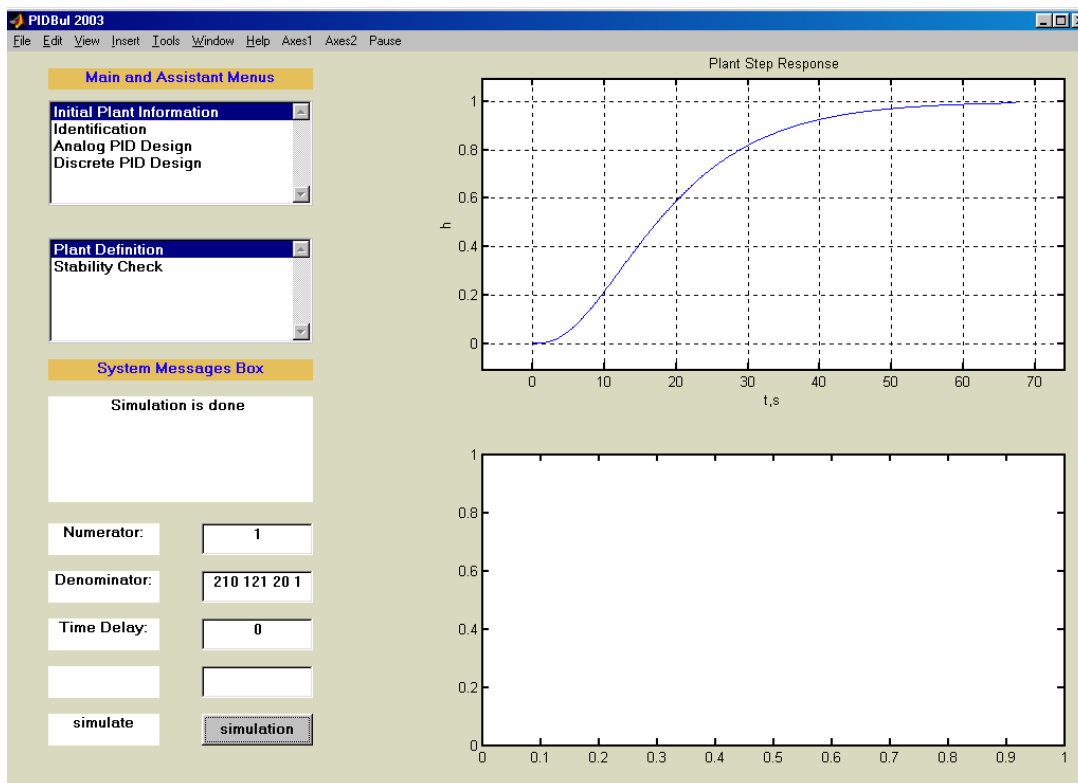 PIDBul 2003
File Edit View Insert Tools Window Help Axes1 Axes2 Pause
Main and Assistant Menus
Initial Plant Information
Identification
Analog PID Design
Discrete PID Design
Plant Definition
Stability Check
System Messages Box
Simulation is done
Numerator: 1
Denominator: 210 121 20 1
Time Delay: 0
simulate simulation
Plant Step Response
1
0.8
0.6
0.4
0.2
0
h
0 10 20 30 40 50 60 70
t,s
1
0.8
0.6
0.4
0.2
0
0 0.1 0.2 0.3 0.4 0.5 0.6 0.7 0.8 0.9 1